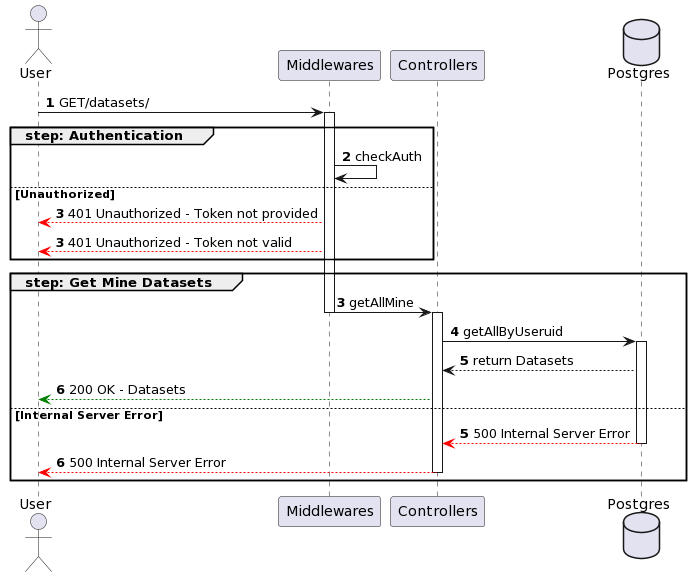 User
Middlewares
Controllers
Postgres
1 GET/datasets/
step: Authentication
2 checkAuth
[Unauthorized]
3 401 Unauthorized - Token not provided
3 401 Unauthorized - Token not valid
step: Get Mine Datasets
3 getAllMine
4 getAllByUseruid
5 return Datasets
6 200 OK - Datasets
[Internal Server Error]
5 500 Internal Server Error
6 500 Internal Server Error
User
Middlewares
Controllers
Postgres